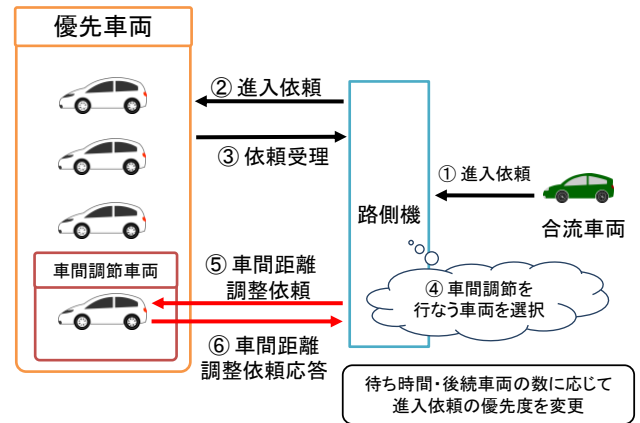 優先車両
② 進入依頼
③ 依頼受理
① 進入依頼
合流車両
路側機
車間調節車両
⑤ 車間距離
調整依頼
④ 車間調節を
行なう車両を選択
⑥ 車間距離
調整依頼応答
待ち時間・後続車両の数に応じて
進入依頼の優先度を変更